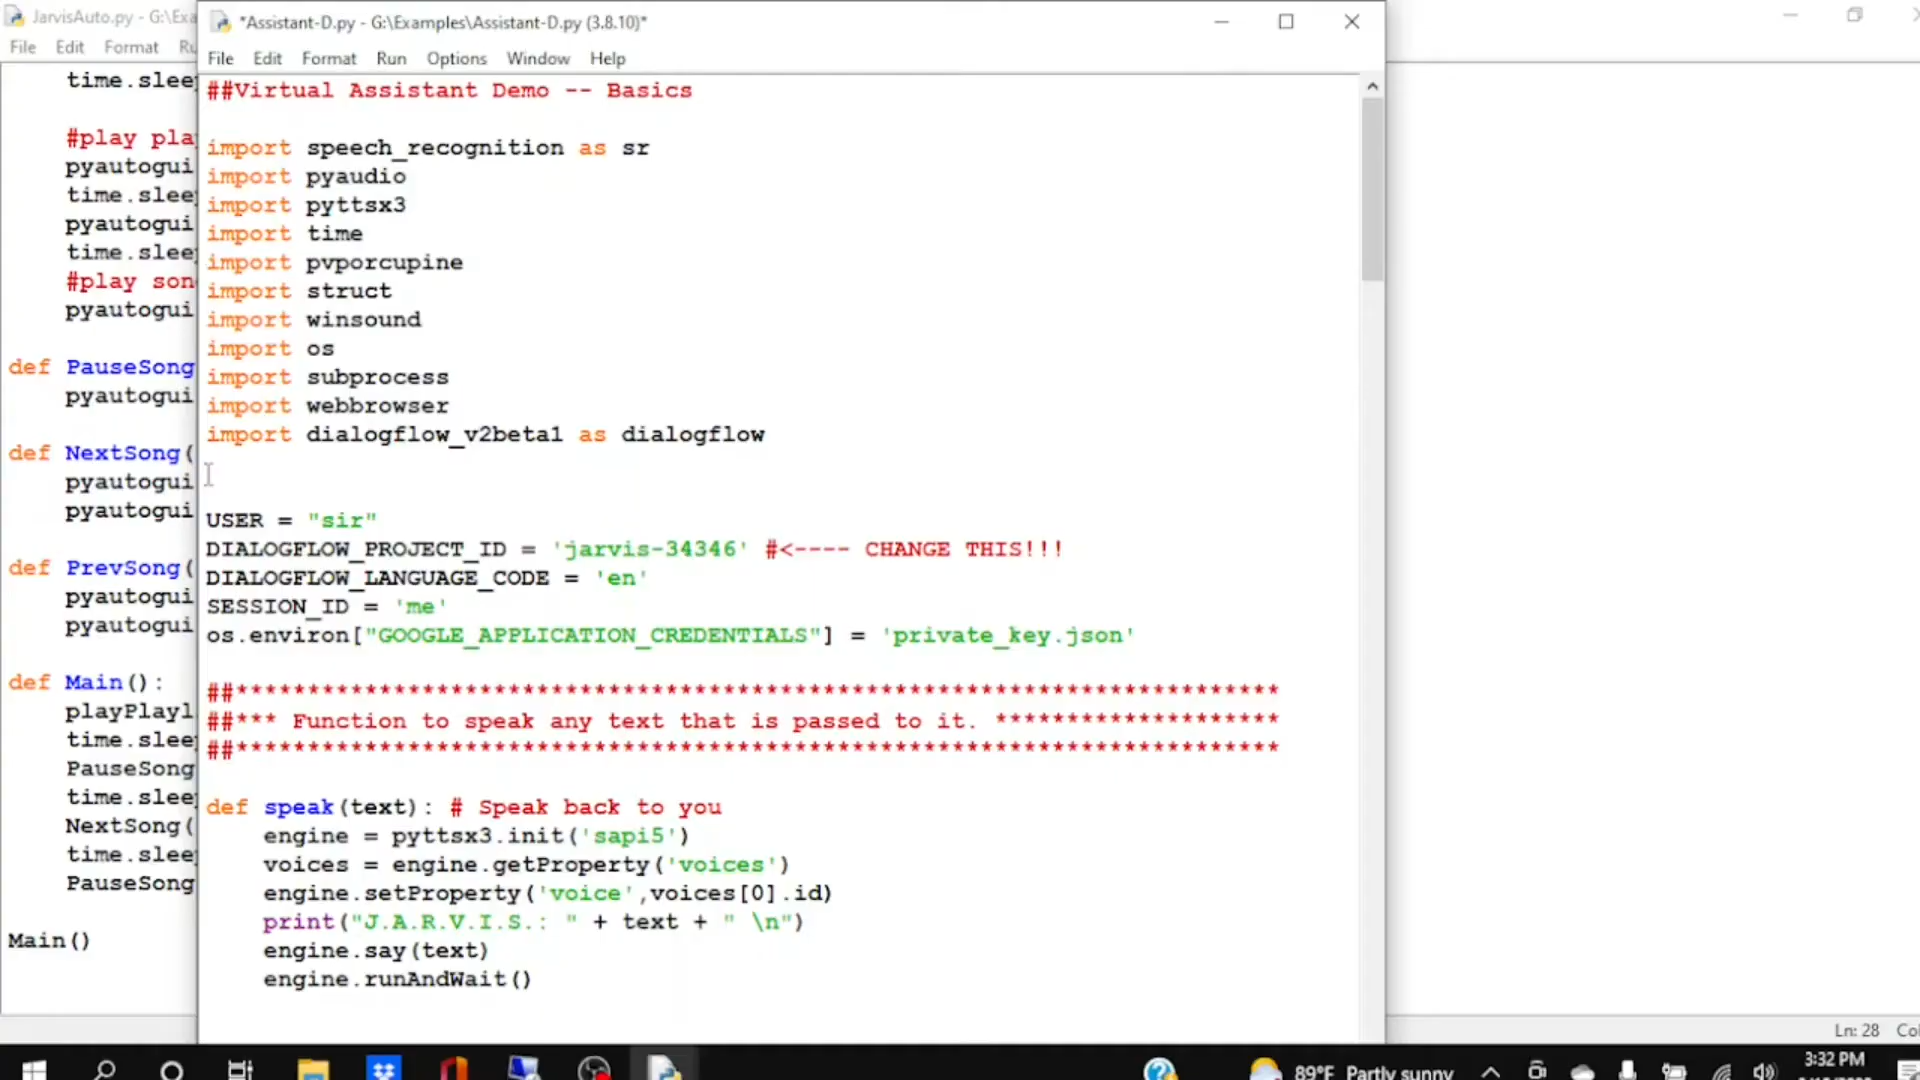 JarvisAuto.py - G:\Exa
File Edit Format Ru
time.slee
#play pla
pyautogui
time.slee
pyautogui
time.slee
#play son
pyautogui
def PauseSong
pyautogui
def NextSong(
pyautogui
pyautogui
def PrevSong(
pyautogui
pyautogui
def Main():
playPlayl
time.slee
PauseSong
time.slee
NextSong(
time.slee
PauseSong
Main()
*Assistant-D.py - G:\Examples\Assistant-D.py (3.8.10)*
File Edit Format Run Options Window Help
##Virtual Assistant Demo -- Basics
import speech_recognition as sr
import pyaudio
import pyttsx3
import time
import pvporcupine
import struct
import winsound
import os
import subprocess
import webbrowser
import dialogflow_v2beta1 as dialogflow
USER = "sir"
DIALOGFLOW_PROJECT_ID = 'jarvis-34346' #<---- CHANGE THIS!!!
DIALOGFLOW_LANGUAGE_CODE = 'en'
SESSION_ID = 'me'
os.environ["GOOGLE_APPLICATION_CREDENTIALS"] = 'private_key.json'
##*************************************************************************
##*** Function to speak any text that is passed to it. ********************
##*************************************************************************
def speak(text): # Speak back to you
engine = pyttsx3.init('sapi5')
voices = engine.getProperty('voices')
engine.setProperty('voice',voices[0].id)
print("J.A.R.V.I.S.: " + text + " \n")
engine.say(text)
engine.runAndWait()
Ln: 28 Co
89°F Partly sunny
3:32 PM